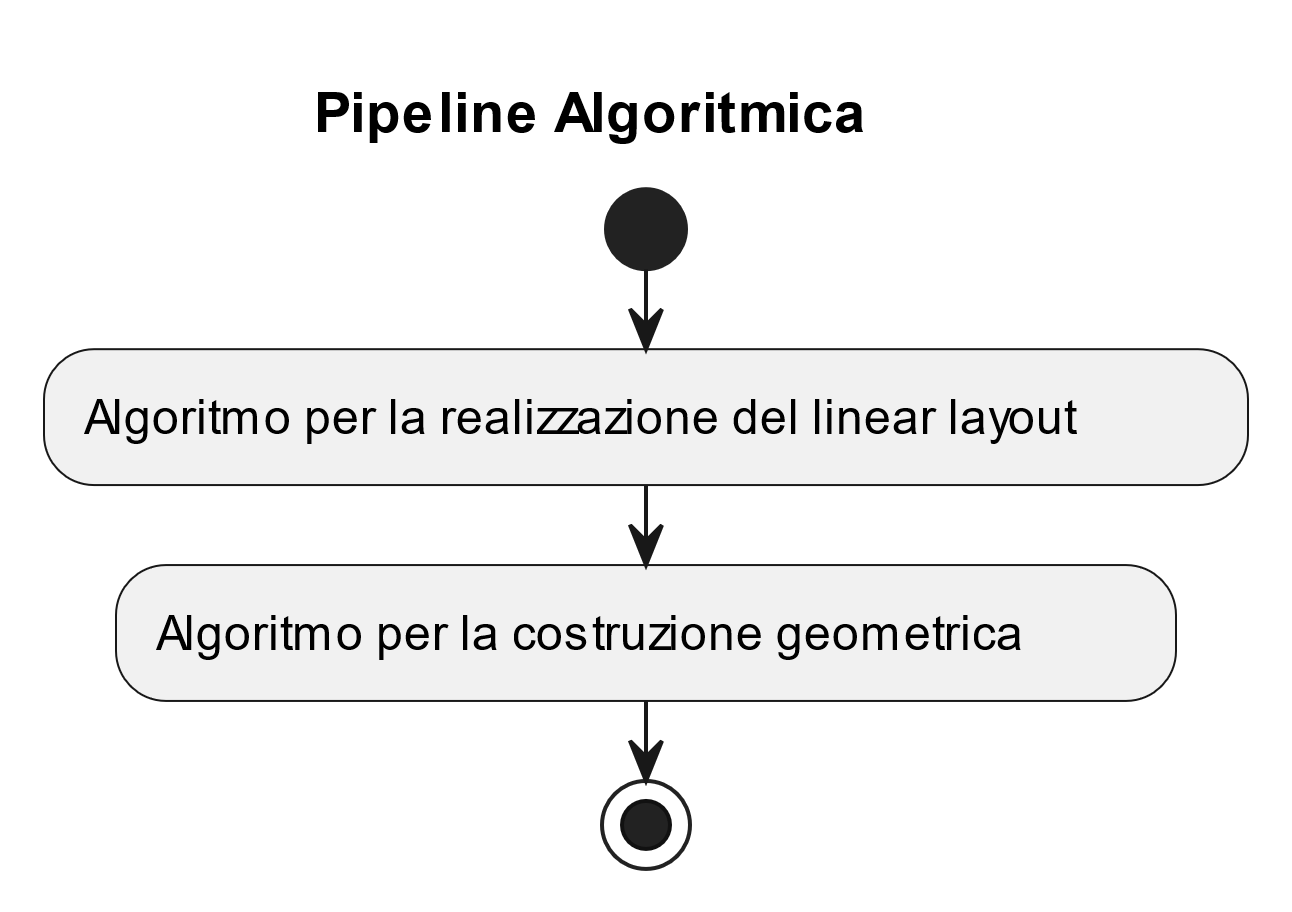 Pipeline Algoritmica
Algoritmo per la realizzazione del linear layout
Algoritmo per la costruzione geometrica